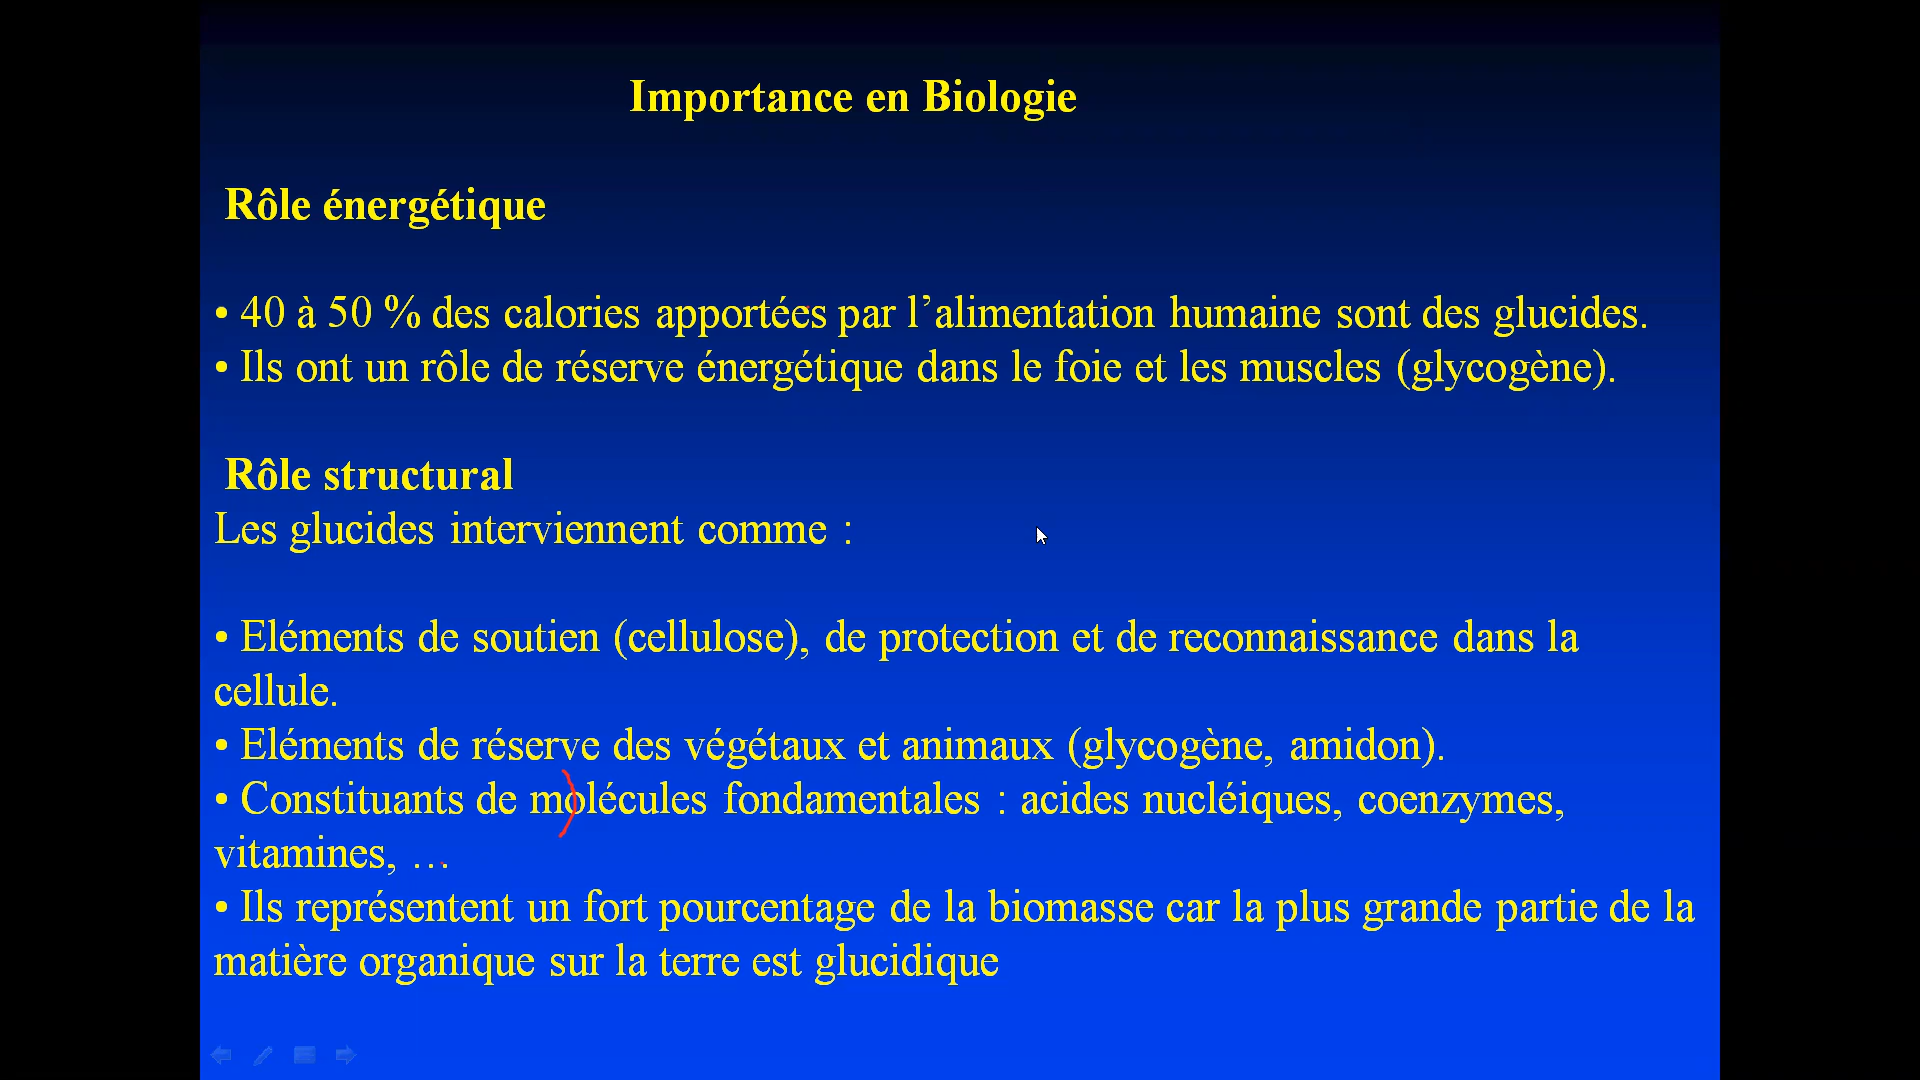 Importance en Biologie
Rôle énergétique
• 40 à 50 % des calories apportées par l’alimentation humaine sont des glucides.
• Ils ont un rôle de réserve énergétique dans le foie et les muscles (glycogène).
Rôle structural
Les glucides interviennent comme :
• Eléments de soutien (cellulose), de protection et de reconnaissance dans la
cellule.
• Eléments de réserve des végétaux et animaux (glycogène, amidon).
• Constituants de molécules fondamentales : acides nucléiques, coenzymes,
vitamines, …
• Ils représentent un fort pourcentage de la biomasse car la plus grande partie de la
matière organique sur la terre est glucidique